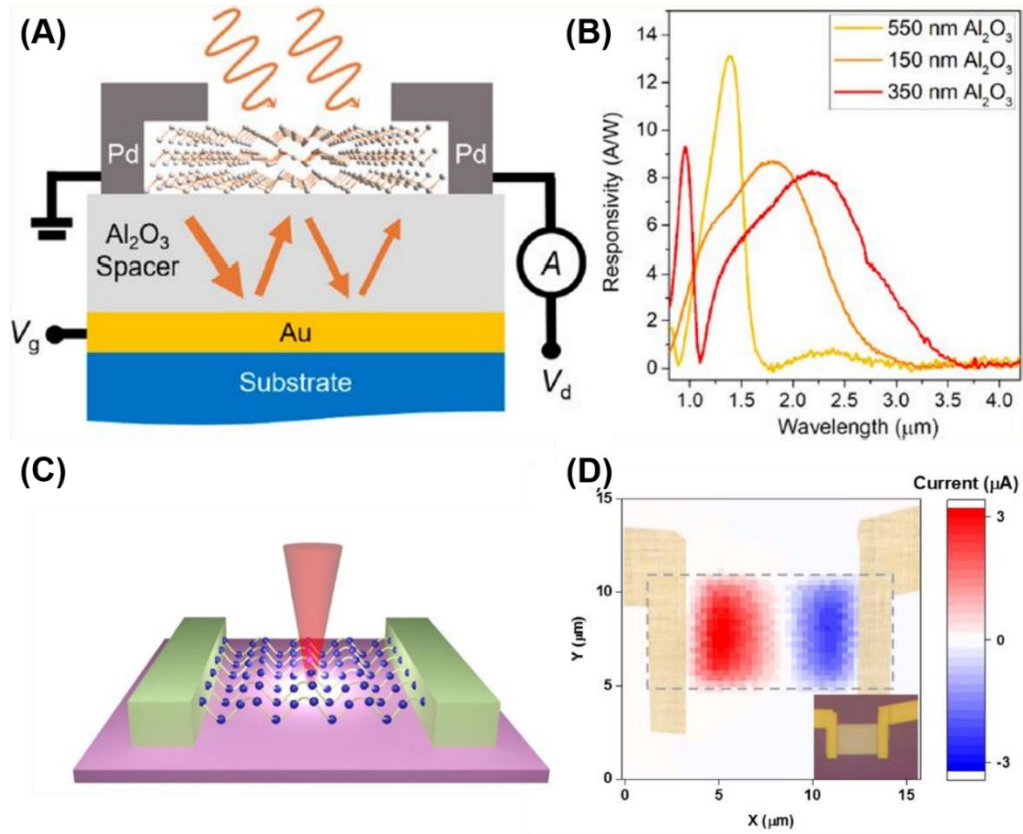 (A)
Pd
Pd
Al₂O₃
Spacer
A
Vg
Au
Substrate
Vd
(B)
550 nm Al₂O₃
150 nm Al₂O₃
350 nm Al₂O₃
Responsivity (A/W)
14
12
10
8
6
4
2
0
1.0 1.5 2.0 2.5 3.0 3.5 4.0
Wavelength (μm)
(C)
(D)
Current (μA)
3
0
-3
Y (μm)
15
10
5
0
0 5 10 15
X (μm)